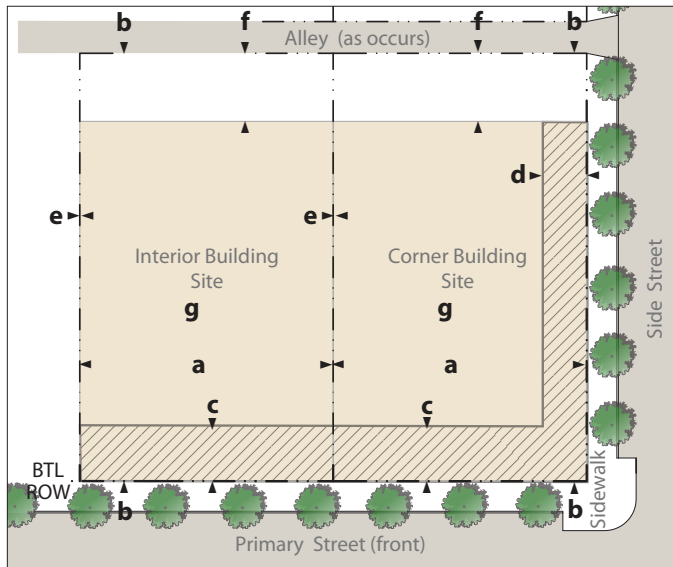 b f f b
Alley (as occurs)
d
e e
Interior Building
Site
Corner Building
Site
g g
a a
c c
Side Street
BTL
ROW
Sidewalk
b b
Primary Street (front)